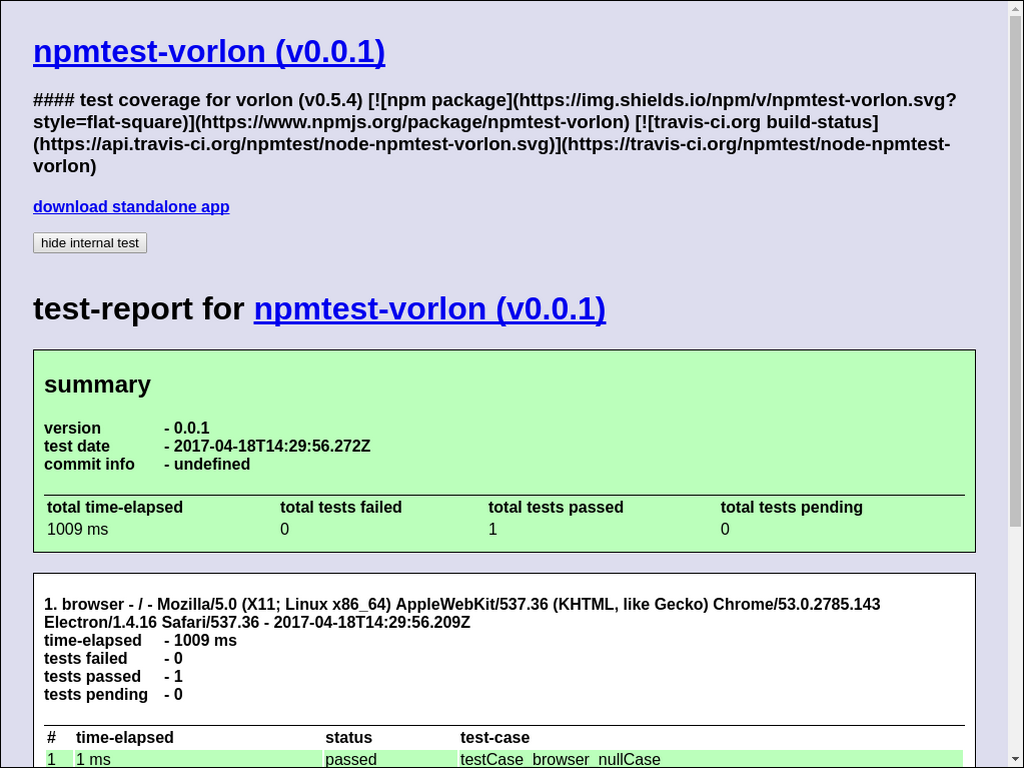 npmtest-vorlon (v0.0.1)
#### test coverage for vorlon (v0.5.4) [![npm package](https://img.shields.io/npm/v/npmtest-vorlon.svg?
style=flat-square)](https://www.npmjs.org/package/npmtest-vorlon) [![travis-ci.org build-status]
(https://api.travis-ci.org/npmtest/node-npmtest-vorlon.svg)](https://travis-ci.org/npmtest/node-npmtest-
vorlon)
download standalone app
hide internal test
test-report for npmtest-vorlon (v0.0.1)
summary
version - 0.0.1
test date - 2017-04-18T14:29:56.272Z
commit info - undefined
total time-elapsed total tests failed total tests passed total tests pending
1009 ms 0 1 0
1. browser - / - Mozilla/5.0 (X11; Linux x86_64) AppleWebKit/537.36 (KHTML, like Gecko) Chrome/53.0.2785.143
Electron/1.4.16 Safari/537.36 - 2017-04-18T14:29:56.209Z
time-elapsed - 1009 ms
tests failed - 0
tests passed - 1
tests pending - 0
# time-elapsed status test-case
1 1 ms passed testCase_browser_nullCase